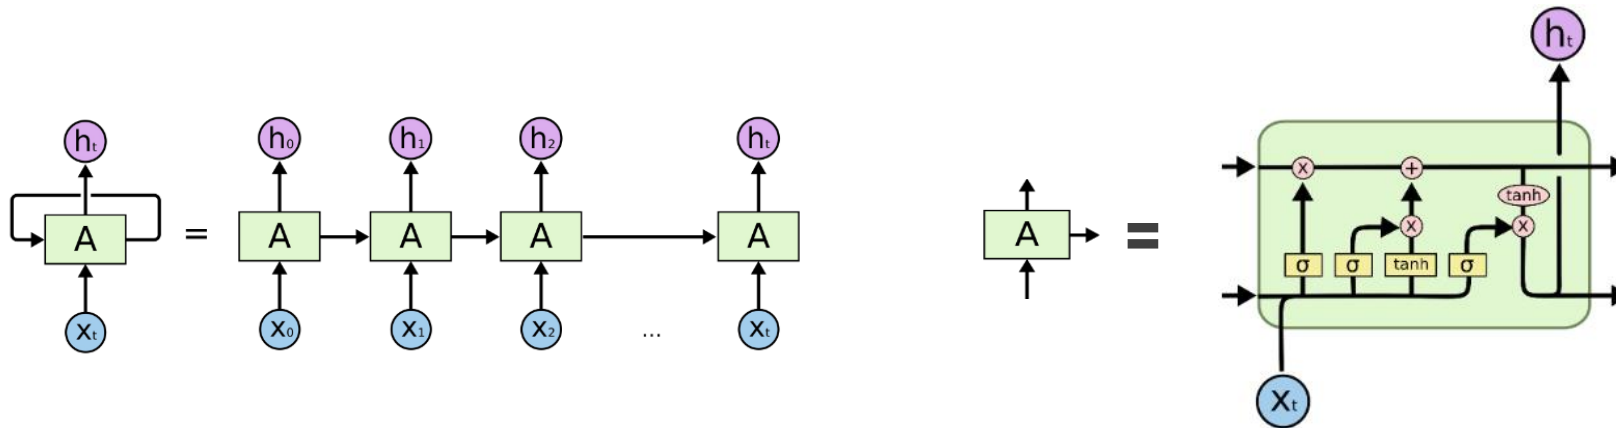 hₜ
A
xₜ
=
h₀ h₁ h₂ hₜ
A A A A
x₀ x₁ x₂ ... xₜ
A
=
hₜ
x +
tanh
x x
σ σ tanh σ
xₜ